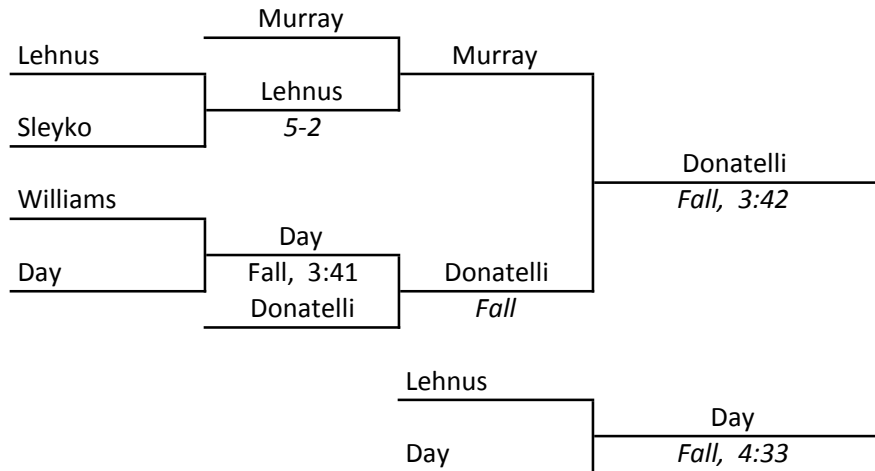 Murray
Lehnus
Murray
Lehnus
5-2
Sleyko
Donatelli
Fall, 3:42
Williams
Day
Day
Fall, 3:41
Donatelli
Donatelli
Fall
Lehnus
Day
Day
Fall, 4:33